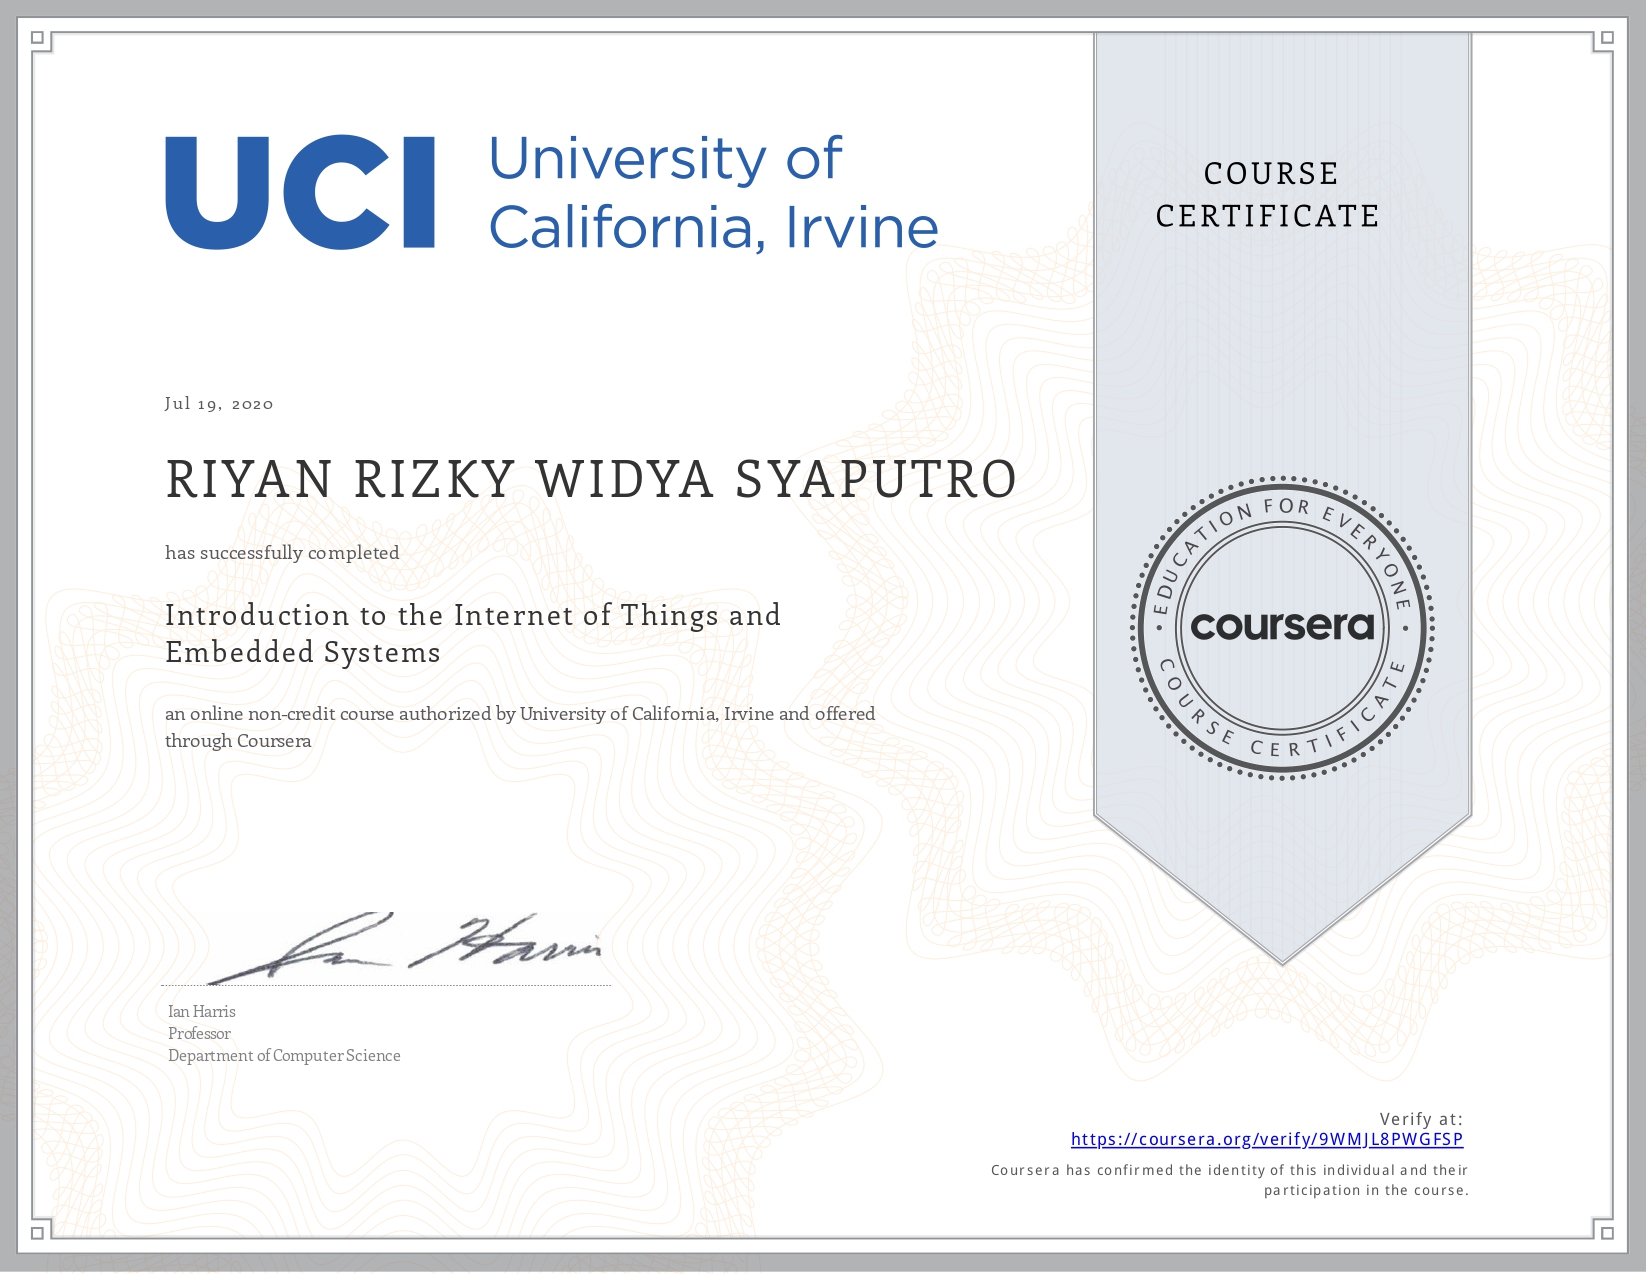 UCI University of
California, Irvine
COURSE
CERTIFICATE
Jul 19, 2020
RIYAN RIZKY WIDYA SYAPUTRO
has successfully completed
Introduction to the Internet of Things and
Embedded Systems
an online non-credit course authorized by University of California, Irvine and offered
through Coursera
• EDUCATION FOR EVERYONE •
coursera
COURSE CERTIFICATE
Ian Harris
Ian Harris
Professor
Department of Computer Science
Verify at:
https://coursera.org/verify/9WMJL8PWGFSP
Coursera has confirmed the identity of this individual and their
participation in the course.